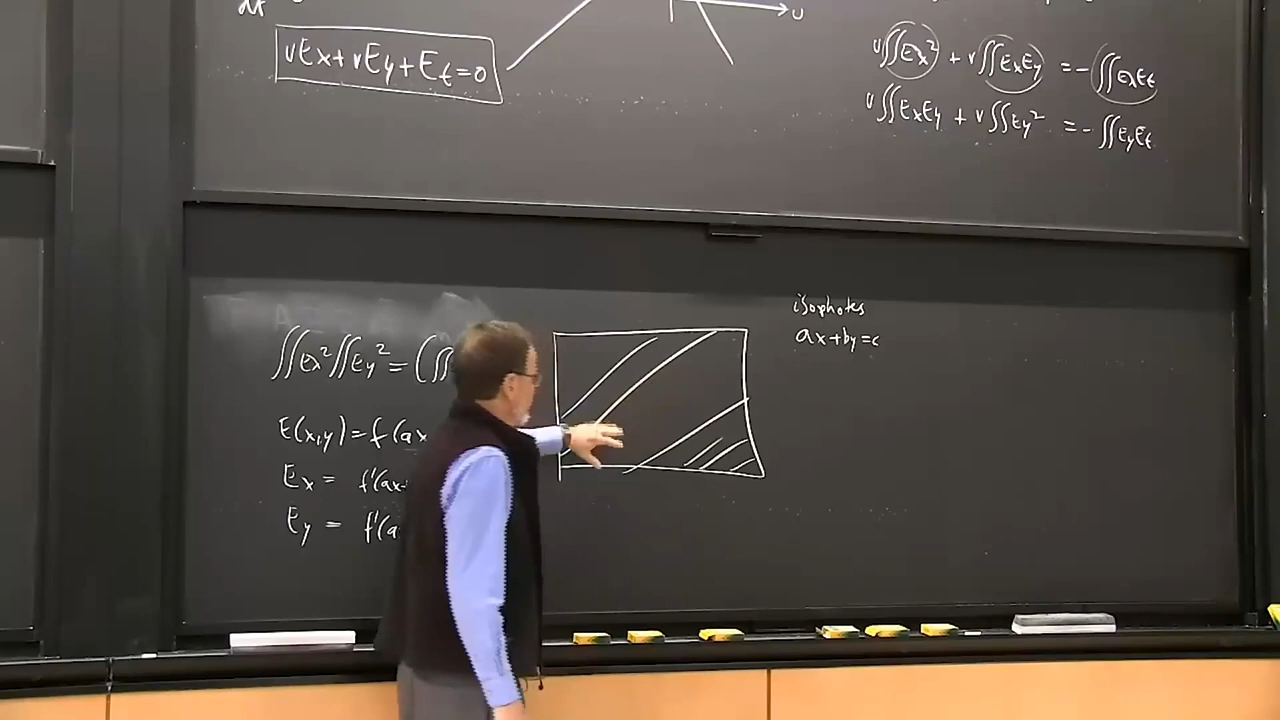 dt
uEx+vEy+Et=0
u
u∬Ex²+v∬ExEy=-∬ExEt
u∬ExEy+v∬Ey²=-∬EyEt
∬Ex²∬Ey²=(∬
E(x,y)=f(ax
Ex= f'(ax
Ey= f'(a
isophotes
ax+by=c